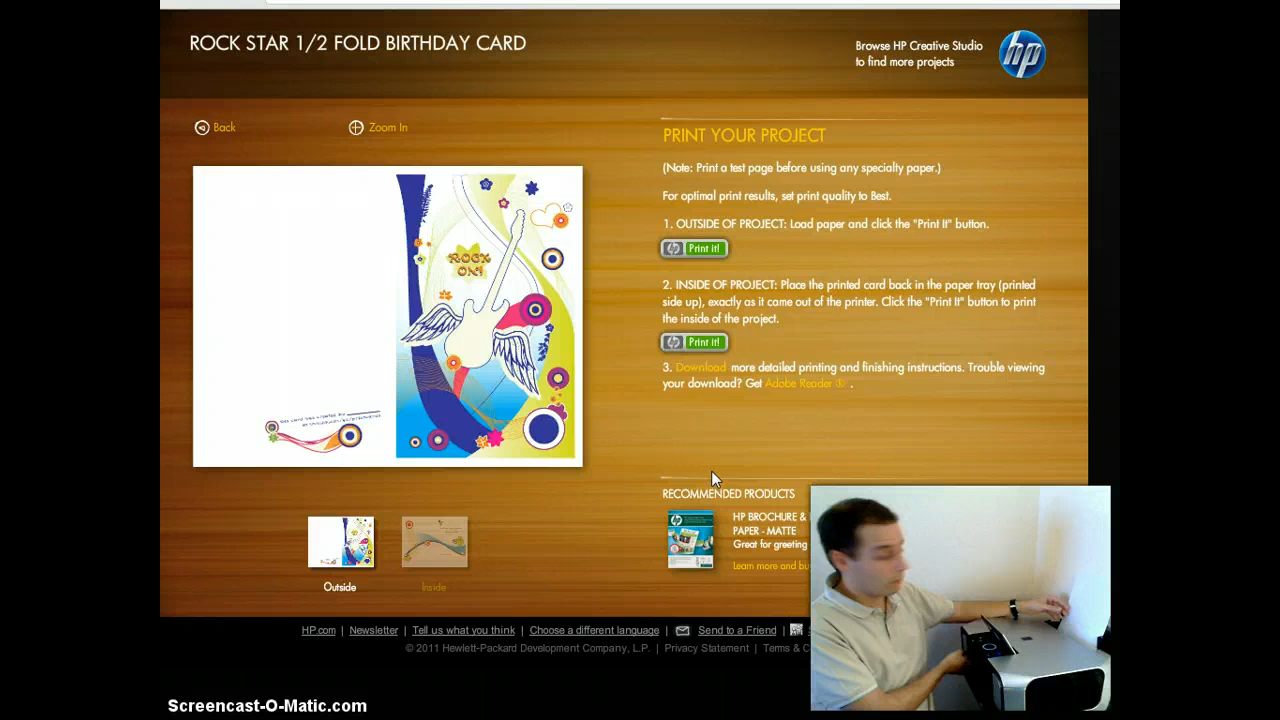 ROCK STAR 1/2 FOLD BIRTHDAY CARD
Browse HP Creative Studio
to find more projects
hp
Back
Zoom In
PRINT YOUR PROJECT
(Note: Print a test page before using any specialty paper.)
For optimal print results, set print quality to Best.
1. OUTSIDE OF PROJECT: Load paper and click the "Print It" button.
hp Print it!
2. INSIDE OF PROJECT: Place the printed card back in the paper tray (printed
side up), exactly as it came out of the printer. Click the "Print It" button to print
the inside of the project.
hp Print it!
3. Download more detailed printing and finishing instructions. Trouble viewing
your download? Get Adobe Reader ® .
ROCK
ON!
RECOMMENDED PRODUCTS
HP BROCHURE &
PAPER - MATTE
Great for greeting
Learn more and
Outside
Inside
HP.com | Newsletter | Tell us what you think | Choose a different language | Send to a Friend |
© 2011 Hewlett-Packard Development Company, L.P. | Privacy Statement | Terms &
Screencast-O-Matic.com